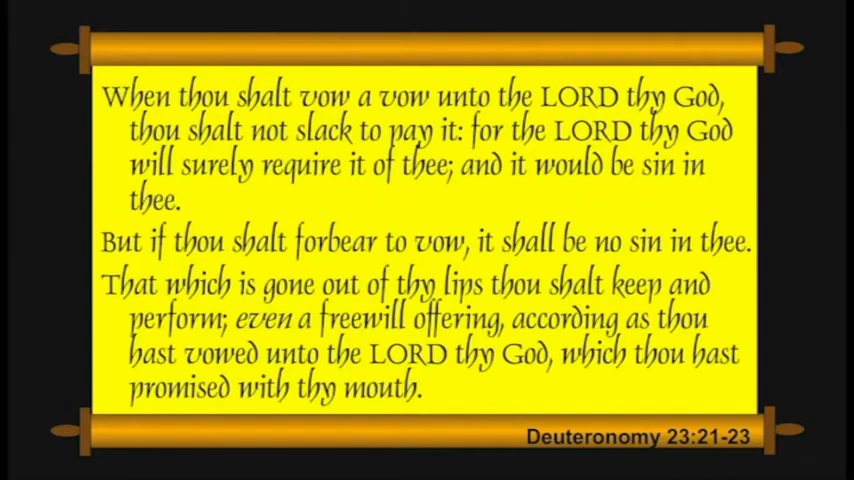 When thou shalt vow a vow unto the LORD thy God,
thou shalt not slack to pay it: for the LORD thy God
will surely require it of thee; and it would be sin in
thee.
But if thou shalt forbear to vow, it shall be no sin in thee.
That which is gone out of thy lips thou shalt keep and
perform; even a freewill offering, according as thou
hast vowed unto the LORD thy God, which thou hast
promised with thy mouth.
Deuteronomy 23:21-23